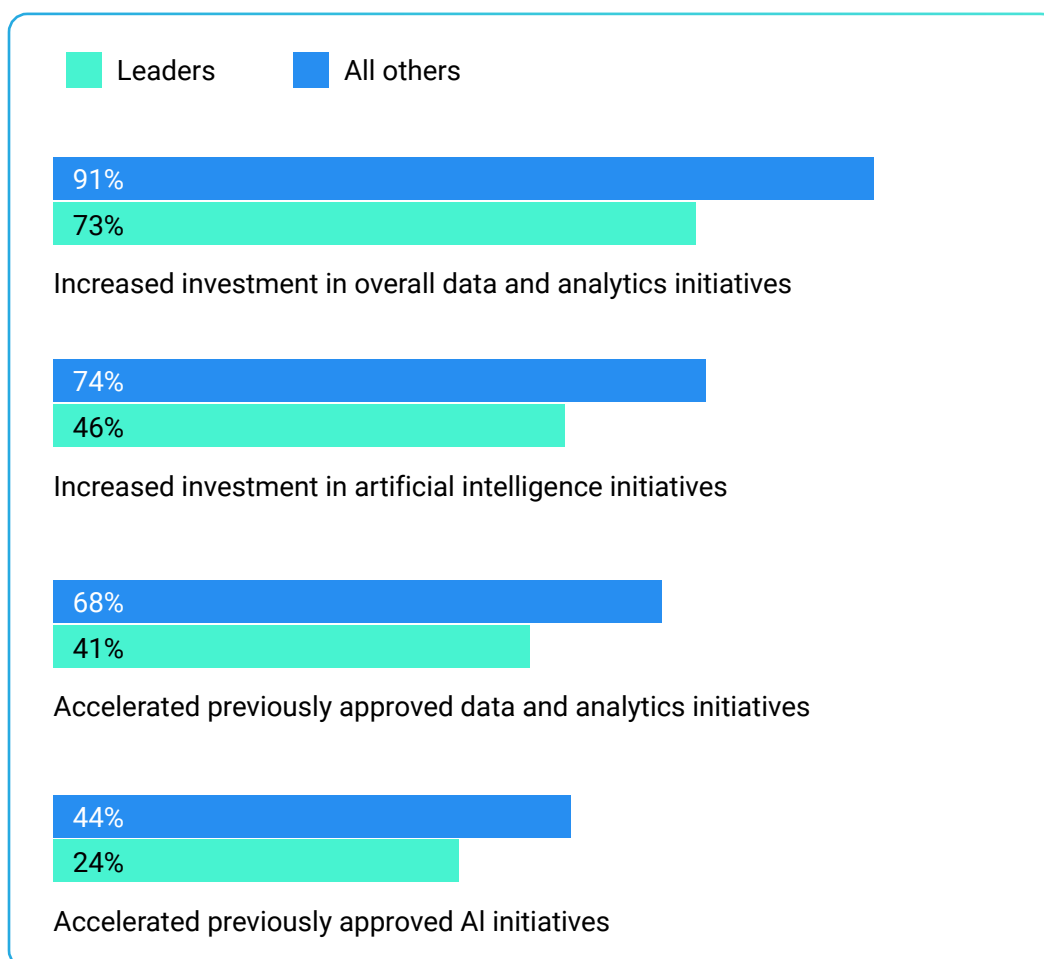 Leaders All others
91%
73%
Increased investment in overall data and analytics initiatives
74%
46%
Increased investment in artificial intelligence initiatives
68%
41%
Accelerated previously approved data and analytics initiatives
44%
24%
Accelerated previously approved AI initiatives